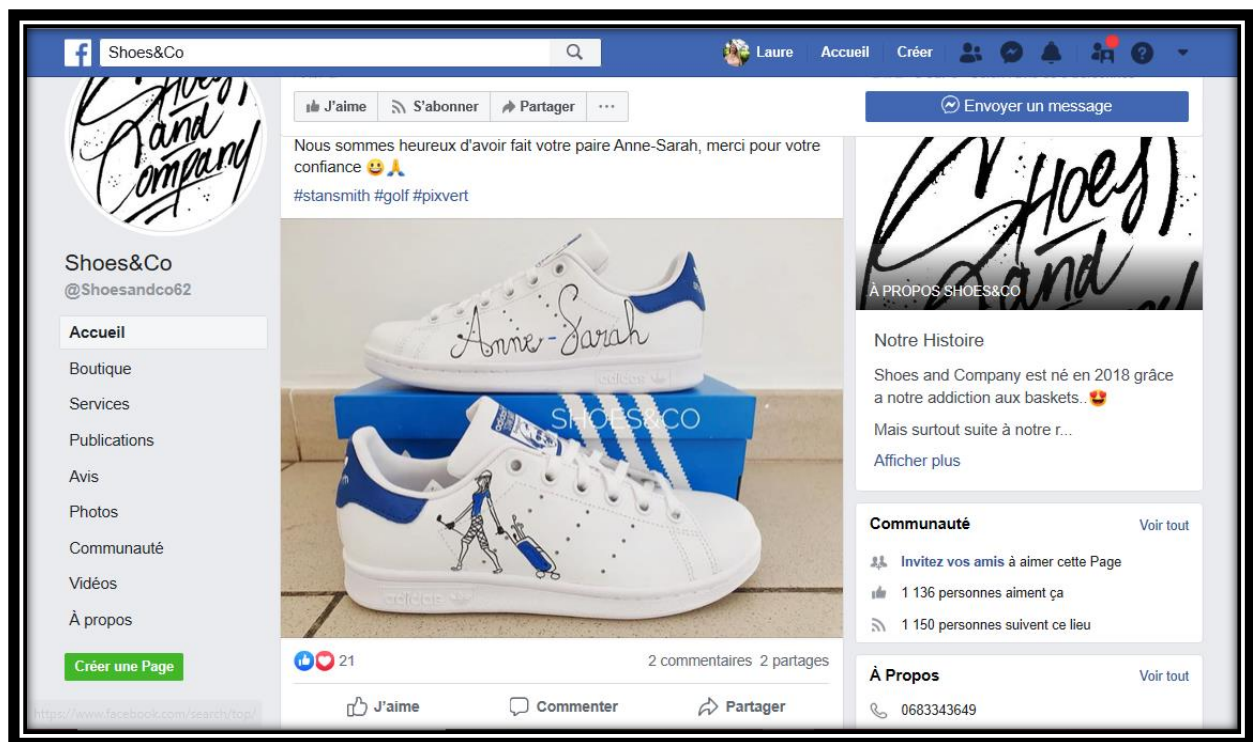 Shoes&Co
Laure Accueil Créer
Shoes
and
Company
Shoes&Co
@Shoesandco62
Accueil
Boutique
Services
Publications
Avis
Photos
Communauté
Vidéos
À propos
Créer une Page
https://www.facebook.com/search/top/
J'aime S'abonner Partager ...
Nous sommes heureux d'avoir fait votre paire Anne-Sarah, merci pour votre
confiance 😀🙏
#stansmith #golf #pixvert
Anne-Sarah
adidas
SHOES&CO
adidas
21 2 commentaires 2 partages
J'aime Commenter Partager
Envoyer un message
Shoes
and
À PROPOS SHOES&CO
Notre Histoire
Shoes and Company est né en 2018 grâce
a notre addiction aux baskets..😍
Mais surtout suite à notre r...
Afficher plus
Communauté Voir tout
Invitez vos amis à aimer cette Page
1 136 personnes aiment ça
1 150 personnes suivent ce lieu
À Propos Voir tout
0683343649